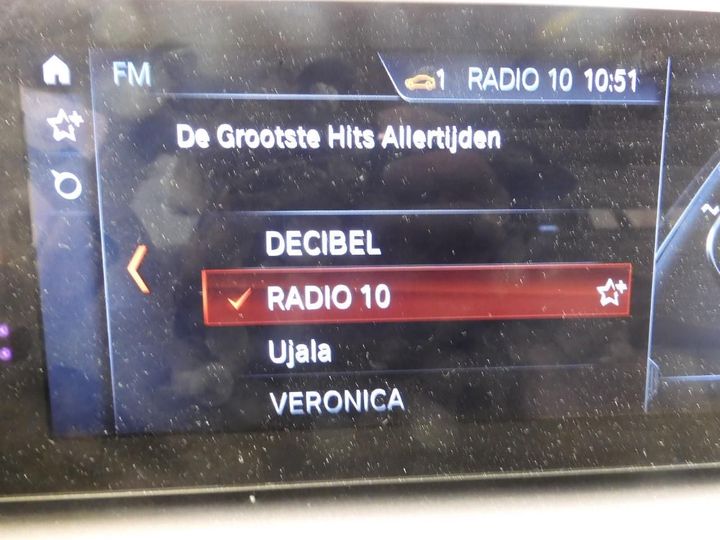 FM 1 RADIO 10 10:51
De Grootste Hits Allertijden
DECIBEL
RADIO 10
Ujala
VERONICA